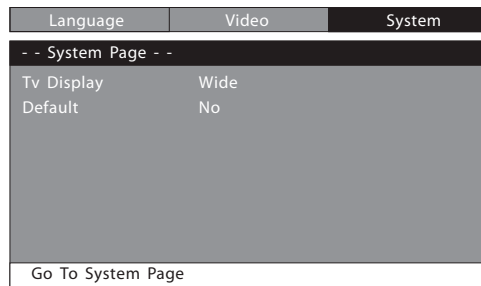 Language Video System
- - System Page - -
Tv Display Wide
Default No
Go To System Page